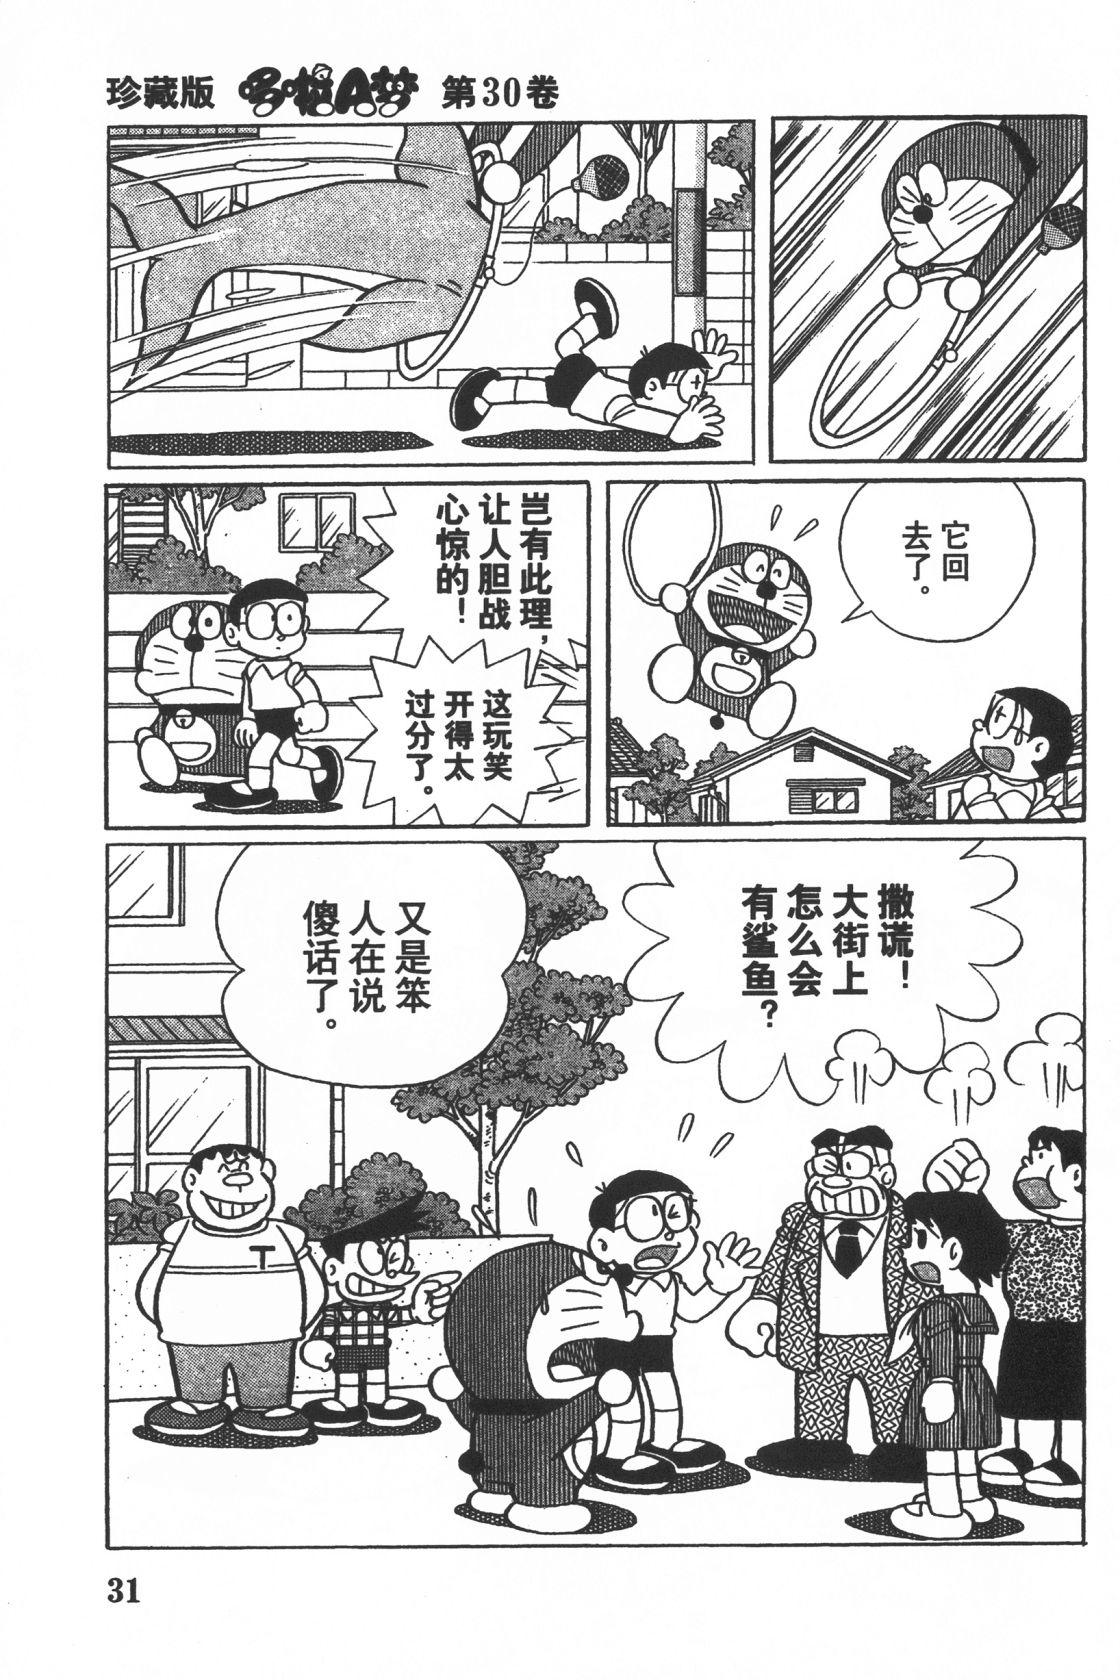 珍藏版 哆啦A梦 第30卷
它回
去了。
岂有此理，
让人胆战
心惊的！
这玩笑
开得太
过分了。
撒谎！
大街上
怎么会
有鲨鱼？
又是笨
人在说
傻话了。
T
31